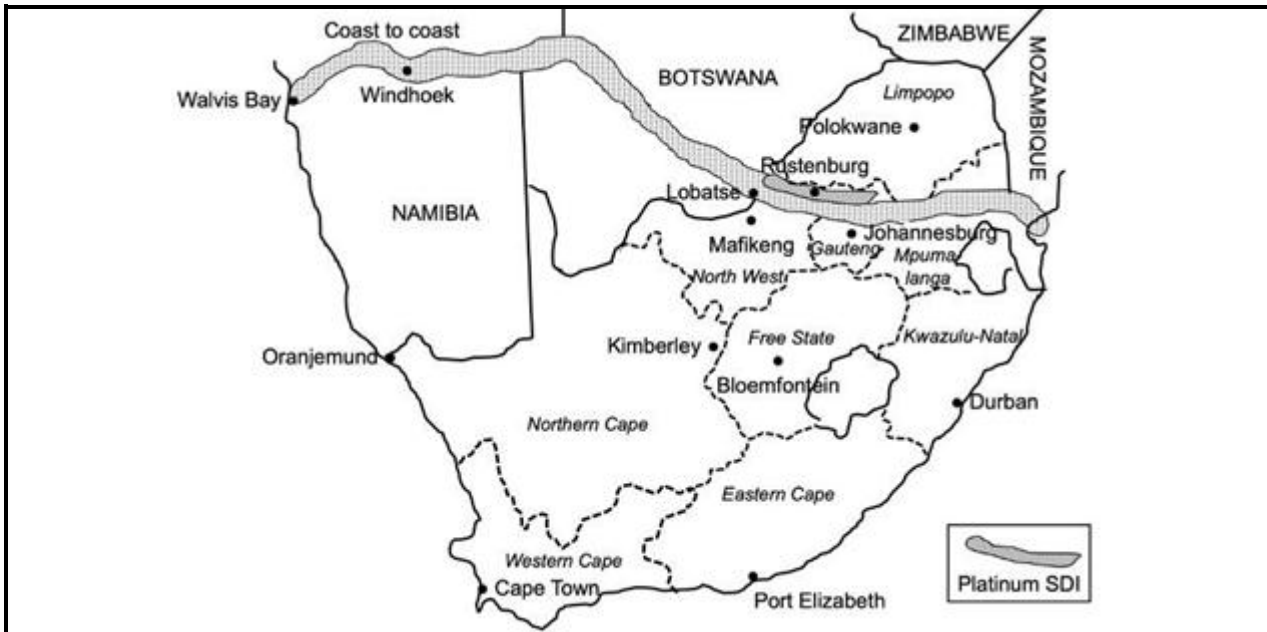 Coast to coast
ZIMBABWE
MOZAMBIQUE
BOTSWANA
Limpopo
Walvis Bay
Windhoek
Polokwane
Rustenburg
Lobatse
NAMIBIA
Mafikeng
Johannesburg
Gauteng
Mpuma
langa
North West
Oranjemund
Kimberley
Free State
Kwazulu-Natal
Bloemfontein
Durban
Northern Cape
Eastern Cape
Western Cape
Cape Town
Port Elizabeth
Platinum SDI